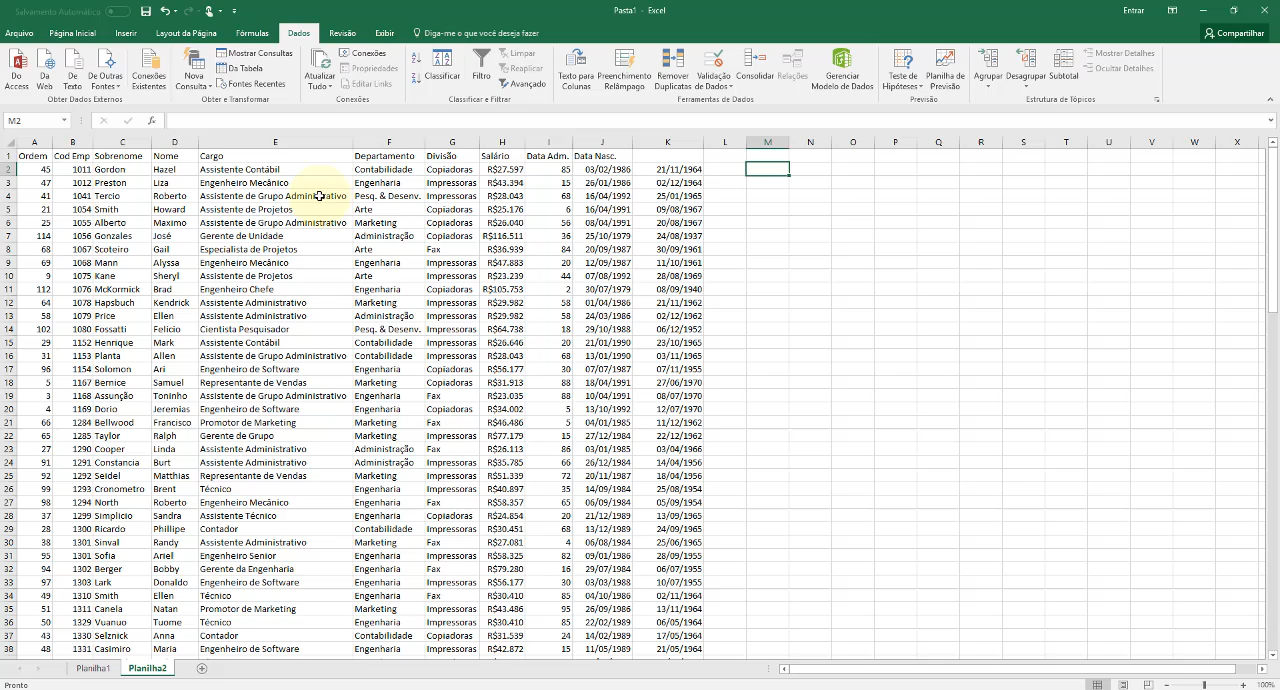 Salvamento Automático
Pasta1 - Excel
Entrar
Arquivo Página Inicial Inserir Layout da Página Fórmulas Dados Revisão Exibir Diga-me o que você deseja fazer Compartilhar
Do Access Da Web De Texto De Outras Fontes Conexões Existentes
Nova Consulta Mostrar Consultas Da Tabela Fontes Recentes
Atualizar Tudo Conexões Propriedades Editar Links
Classificar Filtro Limpar Reaplicar Avançado
Texto para Colunas Preenchimento Relâmpago Remover Duplicatas Validação de Dados Consolidar Relações Gerenciar Modelo de Dados
Teste de Hipóteses Planilha de Previsão
Agrupar Desagrupar Subtotal Mostrar Detalhes Ocultar Detalhes
Obter Dados Externos Obter e Transformar Conexões Classificar e Filtrar Ferramentas de Dados Previsão Estrutura de Tópicos
M2 fx
A B C D E F G H I J K L M N O P Q R S T U V W X
1 Ordem Cod Emp Sobrenome Nome Cargo Departamento Divisão Salário Data Adm. Data Nasc.
2 45 1011 Gordon Hazel Assistente Contábil Contabilidade Copiadoras R$27.597 85 03/02/1986 21/11/1964
3 47 1012 Preston Liza Engenheiro Mecânico Engenharia Impressoras R$43.394 15 26/01/1986 02/12/1964
4 41 1041 Tercio Roberto Assistente de Grupo Administrativo Pesq. & Desenv. Impressoras R$28.043 68 16/04/1992 25/01/1965
5 21 1054 Smith Howard Assistente de Projetos Arte Copiadoras R$25.176 6 16/04/1991 09/08/1967
6 25 1055 Alberto Maximo Assistente de Grupo Administrativo Marketing Copiadoras R$26.040 56 08/04/1991 20/08/1967
7 114 1056 Gonzales José Gerente de Unidade Administração Copiadoras R$116.511 36 25/10/1979 24/08/1937
8 68 1067 Scoteiro Gail Especialista de Projetos Arte Fax R$36.939 84 20/09/1987 30/09/1961
9 69 1068 Mann Alyssa Engenheiro Mecânico Engenharia Impressoras R$47.883 20 12/09/1987 11/10/1961
10 9 1075 Kane Sheryl Assistente de Projetos Arte Impressoras R$23.239 44 07/08/1992 28/08/1969
11 112 1076 McKormick Brad Engenheiro Chefe Engenharia Copiadoras R$105.753 2 30/07/1979 08/09/1940
12 64 1078 Hapsbuch Kendrick Assistente Administrativo Marketing Copiadoras R$29.982 58 01/04/1986 21/11/1962
13 58 1079 Price Ellen Assistente Administrativo Administração Impressoras R$29.982 58 24/03/1986 02/12/1962
14 102 1080 Fossatti Felicio Cientista Pesquisador Pesq. & Desenv. Impressoras R$64.738 18 29/10/1988 06/12/1952
15 29 1152 Henrique Mark Assistente Contábil Contabilidade Copiadoras R$26.646 20 21/01/1990 23/10/1965
16 31 1153 Planta Allen Assistente de Grupo Administrativo Contabilidade Impressoras R$28.043 68 13/01/1990 03/11/1965
17 96 1154 Solomon Ari Engenheiro de Software Engenharia Copiadoras R$56.177 30 07/07/1987 07/11/1955
18 5 1167 Bernice Samuel Representante de Vendas Marketing Copiadoras R$31.913 88 18/04/1991 27/06/1970
19 3 1168 Assunção Toninho Assistente de Grupo Administrativo Marketing Fax R$23.035 88 10/04/1991 08/07/1970
20 4 1169 Dorio Jeremias Engenheiro de Software Engenharia Copiadoras R$34.002 5 13/10/1992 12/07/1970
21 66 1284 Bellwood Francisco Promotor de Marketing Marketing Fax R$46.486 5 04/01/1985 11/12/1962
22 65 1285 Taylor Ralph Gerente de Grupo Marketing Impressoras R$77.179 15 27/12/1984 22/12/1962
23 27 1290 Cooper Linda Assistente Administrativo Administração Fax R$26.113 86 01/03/1985 03/04/1966
24 91 1291 Constancia Burt Assistente Administrativo Administração Impressoras R$35.785 66 26/12/1984 14/04/1956
25 92 1292 Seidel Matthias Representante de Vendas Marketing Impressoras R$51.339 72 20/11/1987 18/04/1956
26 99 1293 Cronometro Brent Técnico Engenharia Impressoras R$40.897 35 14/09/1984 25/08/1954
27 98 1294 North Roberto Engenheiro Mecânico Engenharia Fax R$58.357 65 06/09/1984 05/09/1954
28 37 1299 Simplicio Sandra Assistente Técnico Engenharia Copiadoras R$24.854 20 21/12/1989 13/09/1965
29 28 1300 Ricardo Phillipe Contador Contabilidade Impressoras R$30.451 68 13/12/1989 24/09/1965
30 38 1301 Sinval Randy Assistente Administrativo Marketing Fax R$27.081 4 06/08/1984 25/06/1965
31 95 1301 Sofia Ariel Engenheiro Senior Engenharia Impressoras R$58.325 82 09/01/1986 28/09/1955
32 94 1302 Berger Bobby Gerente da Engenharia Engenharia Fax R$79.280 16 29/07/1984 06/07/1955
33 97 1303 Lark Donaldo Engenheiro de Software Engenharia Impressoras R$56.177 30 03/03/1988 10/07/1955
34 49 1310 Smith Ellen Técnico Engenharia Fax R$30.410 85 04/10/1984 02/11/1964
35 51 1311 Canela Natan Promotor de Marketing Marketing Impressoras R$43.486 95 26/09/1984 13/11/1964
36 50 1329 Vuanuo Tuome Técnico Engenharia Impressoras R$30.410 85 22/02/1989 06/05/1964
37 43 1330 Selznick Anna Contador Contabilidade Copiadoras R$31.539 24 14/02/1989 17/05/1964
38 48 1331 Casimiro Maria Engenheiro de Software Engenharia Copiadoras R$42.872 15 11/05/1989 21/05/1964
Planilha1 Planilha2
Pronto 100%